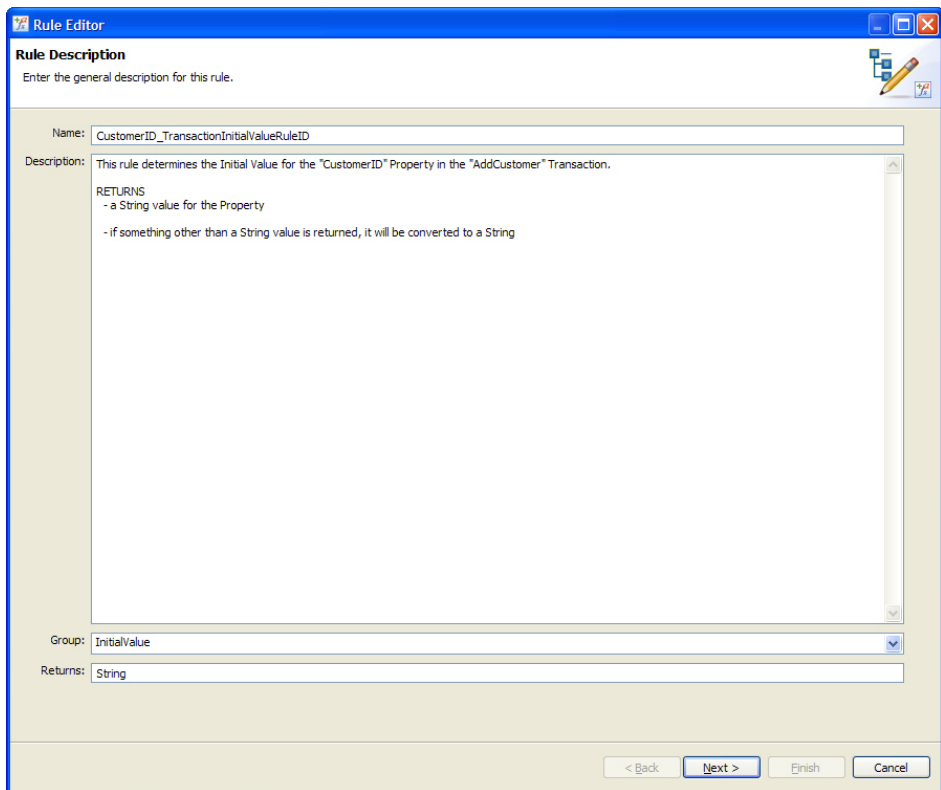 Rule Editor
Rule Description
Enter the general description for this rule.
Name: CustomerID_TransactionInitialValueRuleID
Description: This rule determines the Initial Value for the "CustomerID" Property in the "AddCustomer" Transaction.
RETURNS
- a String value for the Property
- if something other than a String value is returned, it will be converted to a String
Group: InitialValue
Returns: String
< Back Next > Finish Cancel